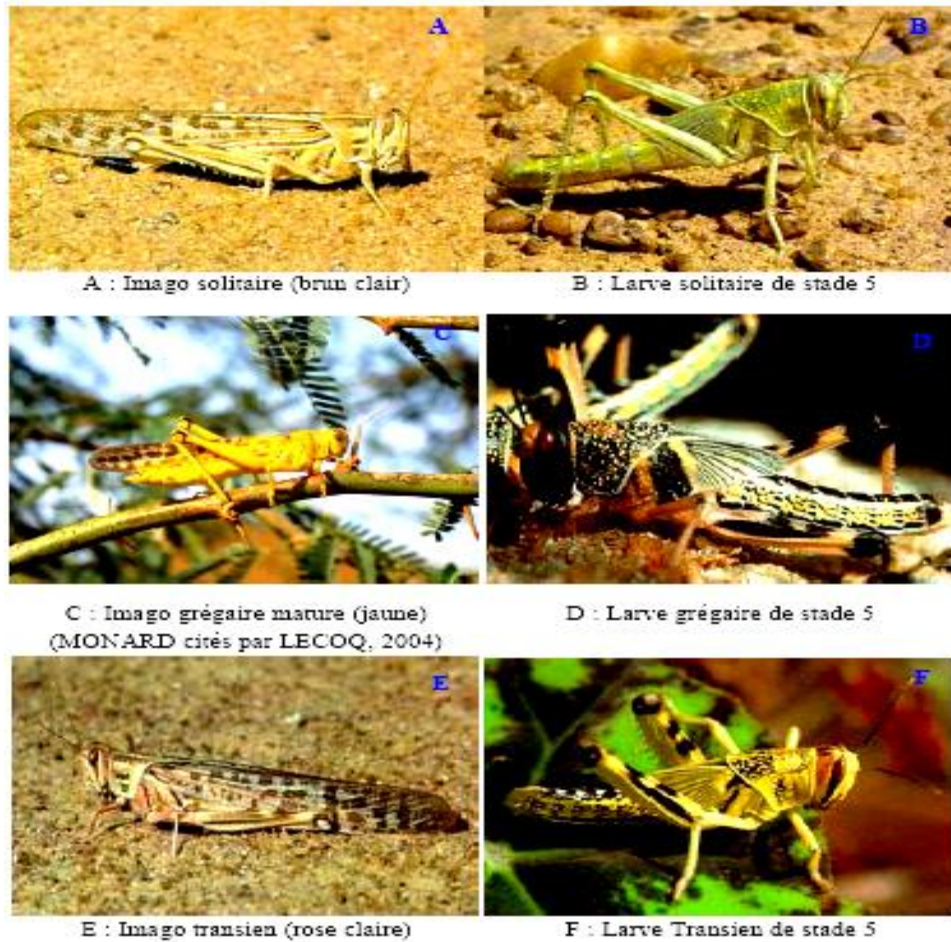 A
B
A : Imago solitaire (brun clair)
B : Larve solitaire de stade 5
C
D
C : Imago grégaire mature (jaune)
(MONARD cités par LECOQ, 2004)
D : Larve grégaire de stade 5
E
F
E : Imago transien (rose claire)
F : Larve Transien de stade 5